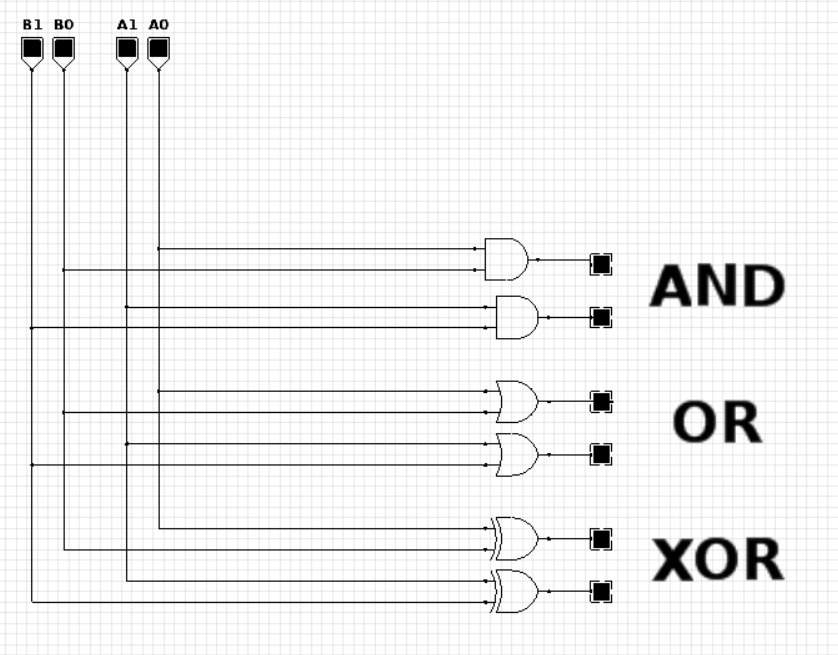 B1 B0 A1 A0
AND
OR
XOR